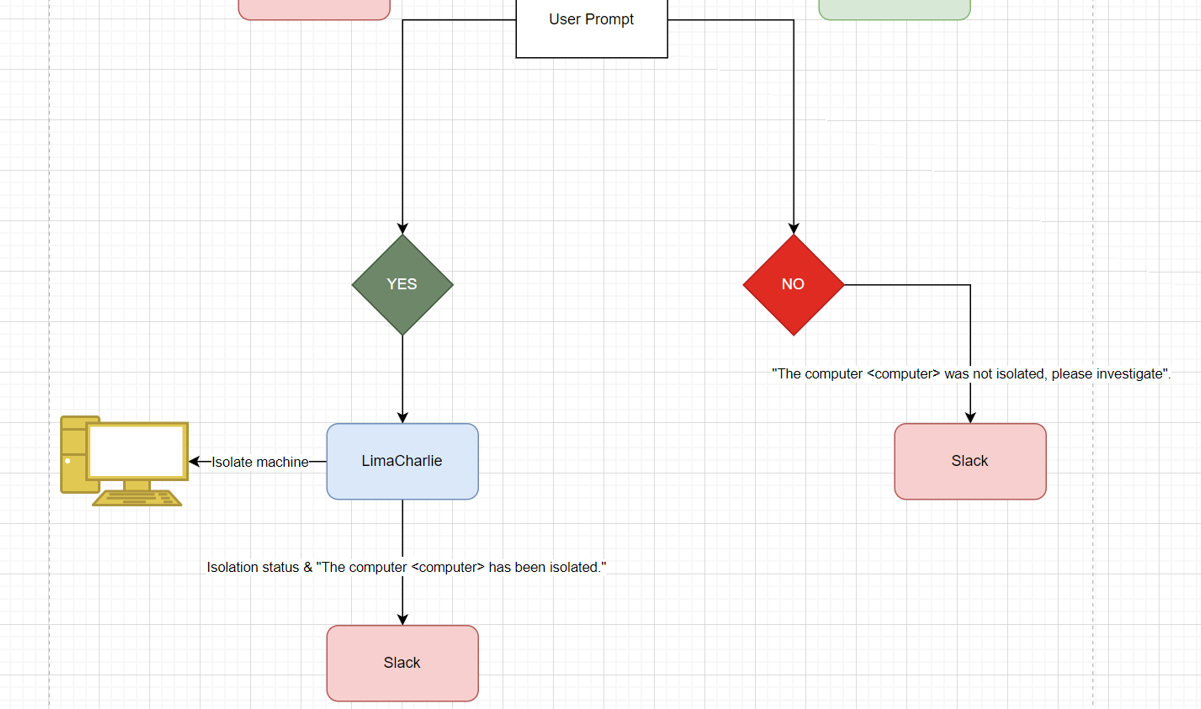 User Prompt
YES
NO
"The computer <computer> was not isolated, please investigate".
Isolate machine
LimaCharlie
Slack
Isolation status & "The computer <computer> has been isolated."
Slack